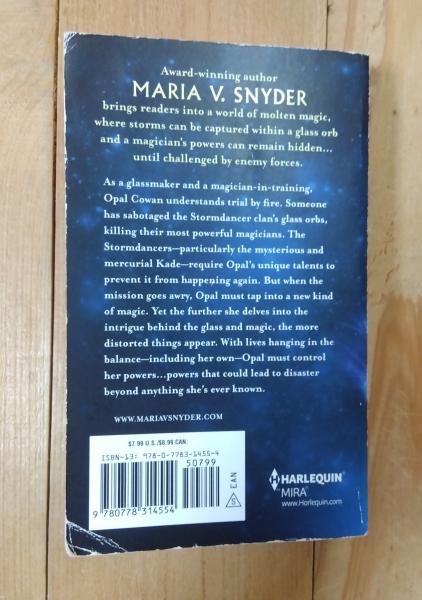 Award-winning author
MARIA V. SNYDER
brings readers into a world of molten magic,
where storms can be captured within a glass orb
and a magician's powers can remain hidden...
until challenged by enemy forces.
As a glassmaker and a magician-in-training,
Opal Cowan understands trial by fire. Someone
has sabotaged the Stormdancer clan's glass orbs,
killing their most powerful magicians. The
Stormdancers—particularly the mysterious and
mercurial Kade—require Opal's unique talents to
prevent it from happening again. But when the
mission goes awry, Opal must tap into a new kind
of magic. Yet the further she delves into the
intrigue behind the glass and magic, the more
distorted things appear. With lives hanging in the
balance—including her own—Opal must control
her powers...powers that could lead to disaster
beyond anything she's ever known.
WWW.MARIAVSNYDER.COM
$7.99 U.S./$8.99 CAN.
ISBN-13: 978-0-7783-1455-4
50799
EAN
9 780778 314554
HARLEQUIN®
MIRA™
www.Harlequin.com